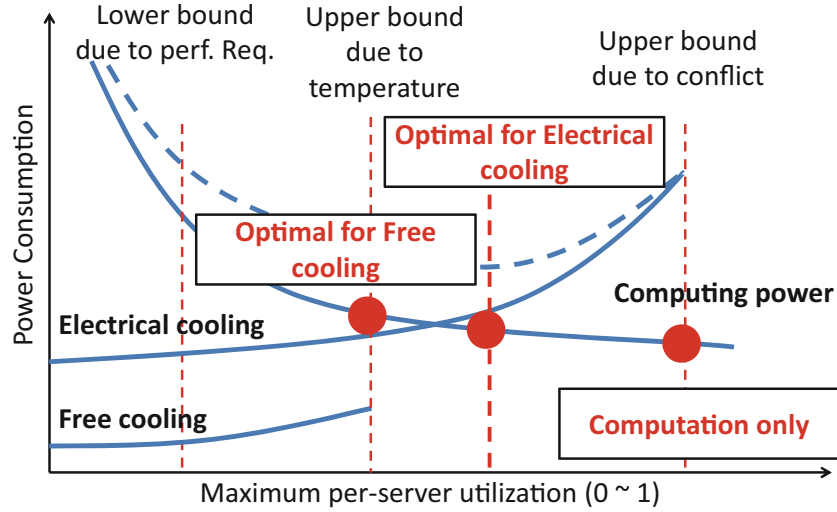 Lower bound
due to perf. Req.
Upper bound
due to
temperature
Upper bound
due to conflict
Optimal for Electrical
cooling
Optimal for Free
cooling
Power Consumption
Computing power
Electrical cooling
Free cooling
Computation only
Maximum per-server utilization (0 ~ 1)